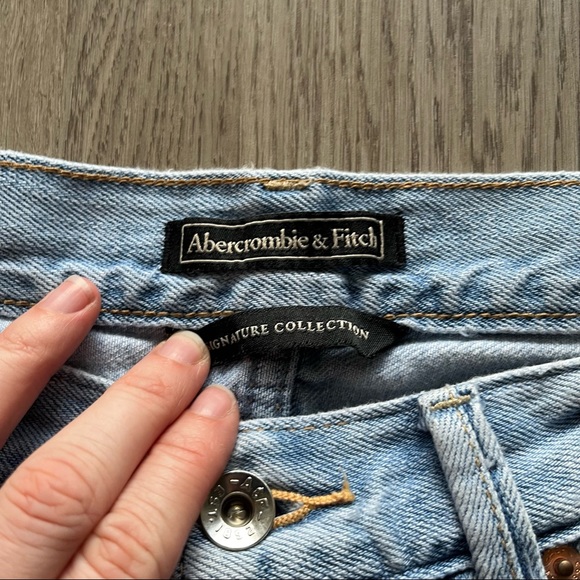 Abercrombie & Fitch
IGNATURE COLLECTION